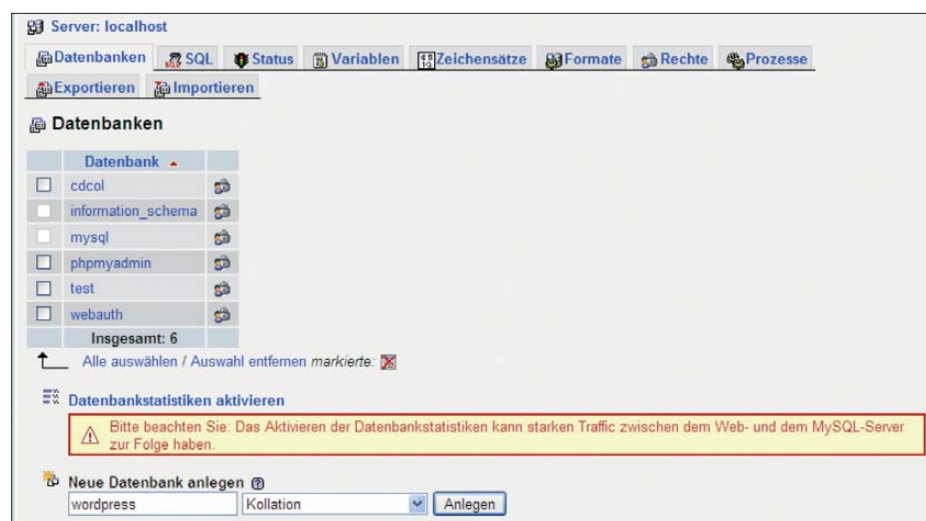 Server: localhost
Datenbanken SQL Status Variablen Zeichensätze Formate Rechte Prozesse
Exportieren Importieren
Datenbanken
Datenbank
cdcol
information_schema
mysql
phpmyadmin
test
webauth
Insgesamt: 6
Alle auswählen / Auswahl entfernen markierte:
Datenbankstatistiken aktivieren
Bitte beachten Sie: Das Aktivieren der Datenbankstatistiken kann starken Traffic zwischen dem Web- und dem MySQL-Server
zur Folge haben.
Neue Datenbank anlegen
wordpress Kollation Anlegen